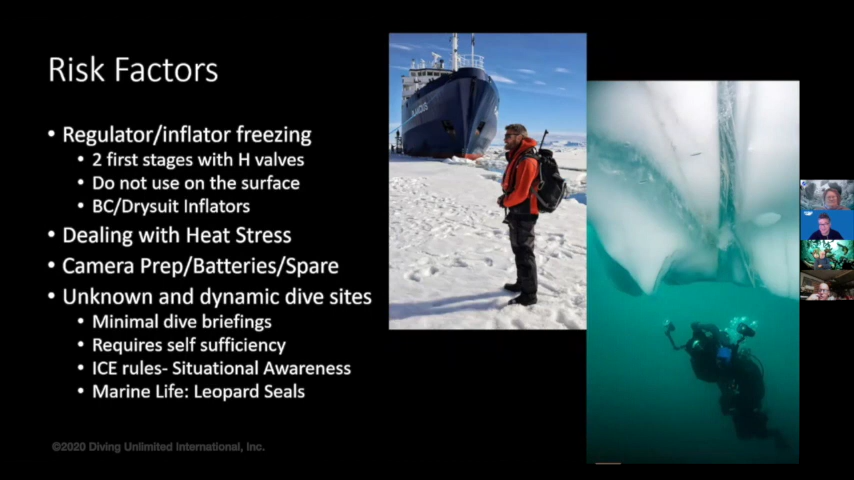 Risk Factors
• Regulator/inflator freezing
• 2 first stages with H valves
• Do not use on the surface
• BC/Drysuit Inflators
• Dealing with Heat Stress
• Camera Prep/Batteries/Spare
• Unknown and dynamic dive sites
• Minimal dive briefings
• Requires self sufficiency
• ICE rules- Situational Awareness
• Marine Life: Leopard Seals
©2020 Diving Unlimited International, Inc.